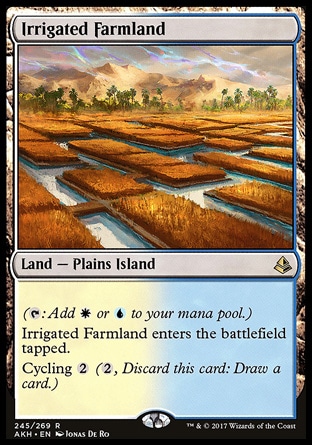 Irrigated Farmland
Land — Plains Island
(: Add or to your mana pool.)
Irrigated Farmland enters the battlefield
tapped.
Cycling 2 (2, Discard this card: Draw a
card.)
245/269 R
AKH • EN Jonas De Ro
™ & © 2017 Wizards of the Coast